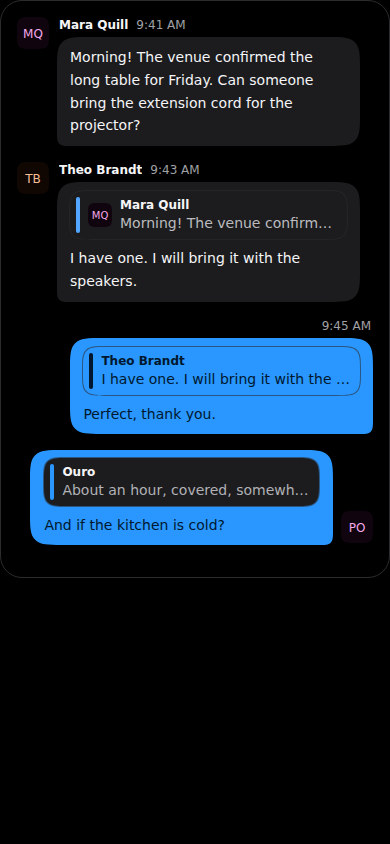 MQ
Mara Quill 9:41 AM
Morning! The venue confirmed the
long table for Friday. Can someone
bring the extension cord for the
projector?
TB
Theo Brandt 9:43 AM
MQ
Mara Quill
Morning! The venue confirm...
I have one. I will bring it with the
speakers.
9:45 AM
Theo Brandt
I have one. I will bring it with the ...
Perfect, thank you.
Ouro
About an hour, covered, somewh...
And if the kitchen is cold?
PO